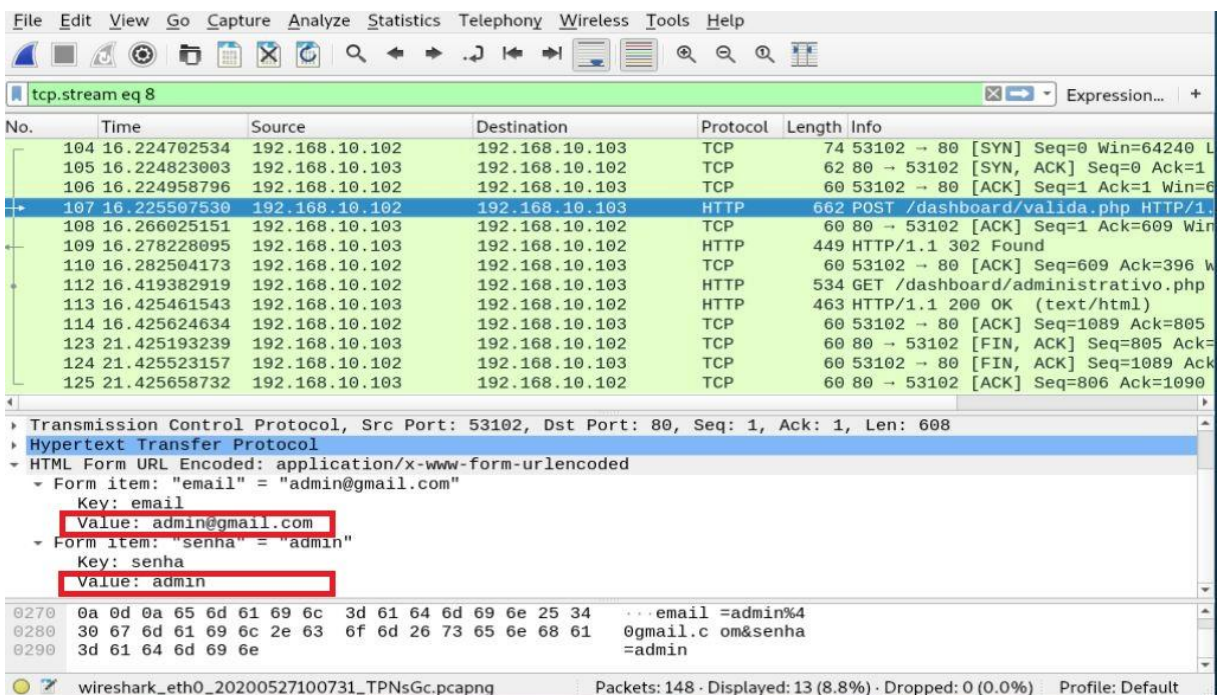 File Edit View Go Capture Analyze Statistics Telephony Wireless Tools Help
tcp.stream eq 8 Expression... +
No. Time Source Destination Protocol Length Info
104 16.224702534 192.168.10.102 192.168.10.103 TCP 74 53102 → 80 [SYN] Seq=0 Win=64240 L
105 16.224823003 192.168.10.103 192.168.10.102 TCP 62 80 → 53102 [SYN, ACK] Seq=0 Ack=1
106 16.224958796 192.168.10.102 192.168.10.103 TCP 60 53102 → 80 [ACK] Seq=1 Ack=1 Win=6
107 16.225507530 192.168.10.102 192.168.10.103 HTTP 662 POST /dashboard/valida.php HTTP/1.
108 16.266025151 192.168.10.103 192.168.10.102 TCP 60 80 → 53102 [ACK] Seq=1 Ack=609 Win
109 16.278228095 192.168.10.103 192.168.10.102 HTTP 449 HTTP/1.1 302 Found
110 16.282504173 192.168.10.102 192.168.10.103 TCP 60 53102 → 80 [ACK] Seq=609 Ack=396 W
112 16.419382919 192.168.10.102 192.168.10.103 HTTP 534 GET /dashboard/administrativo.php
113 16.425461543 192.168.10.103 192.168.10.102 HTTP 463 HTTP/1.1 200 OK (text/html)
114 16.425624634 192.168.10.102 192.168.10.103 TCP 60 53102 → 80 [ACK] Seq=1089 Ack=805
123 21.425193239 192.168.10.103 192.168.10.102 TCP 60 80 → 53102 [FIN, ACK] Seq=805 Ack=
124 21.425523157 192.168.10.102 192.168.10.103 TCP 60 53102 → 80 [FIN, ACK] Seq=1089 Ack
125 21.425658732 192.168.10.103 192.168.10.102 TCP 60 80 → 53102 [ACK] Seq=806 Ack=1090
Transmission Control Protocol, Src Port: 53102, Dst Port: 80, Seq: 1, Ack: 1, Len: 608
Hypertext Transfer Protocol
HTML Form URL Encoded: application/x-www-form-urlencoded
Form item: "email" = "admin@gmail.com"
Key: email
Value: admin@gmail.com
Form item: "senha" = "admin"
Key: senha
Value: admin
0270 0a 0d 0a 65 6d 61 69 6c 3d 61 64 6d 69 6e 25 34 ···email =admin%4
0280 30 67 6d 61 69 6c 2e 63 6f 6d 26 73 65 6e 68 61 0gmail.c om&senha
0290 3d 61 64 6d 69 6e =admin
wireshark_eth0_20200527100731_TPNsGc.pcapng Packets: 148 · Displayed: 13 (8.8%) · Dropped: 0 (0.0%) Profile: Default